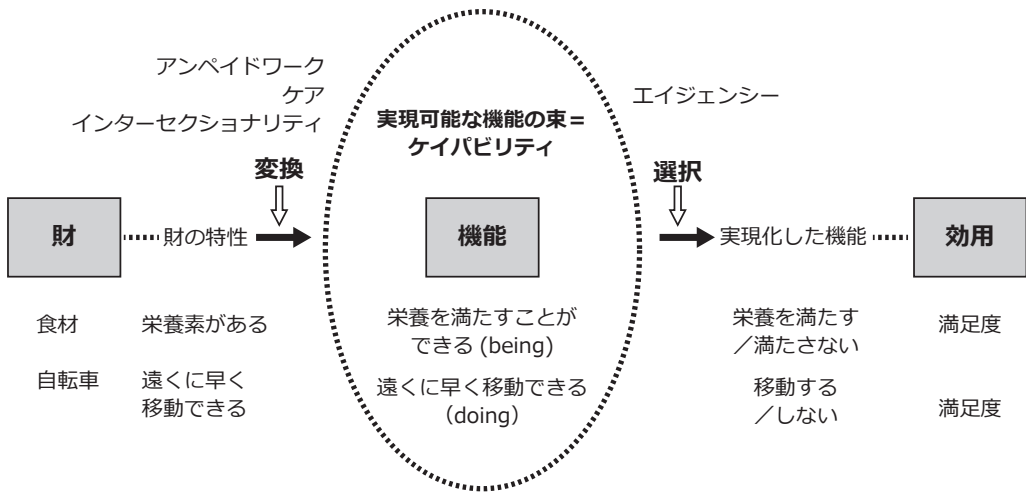 アンペイドワーク
ケア
インターセクショナリティ
変換
実現可能な機能の束＝
ケイパビリティ
エイジェンシー
選択
財
財の特性
機能
実現化した機能
効用
食材
栄養素がある
栄養を満たすことが
できる (being)
栄養を満たす
／満たさない
満足度
自転車
遠くに早く
移動できる
遠くに早く移動できる
（doing）
移動する
／しない
満足度